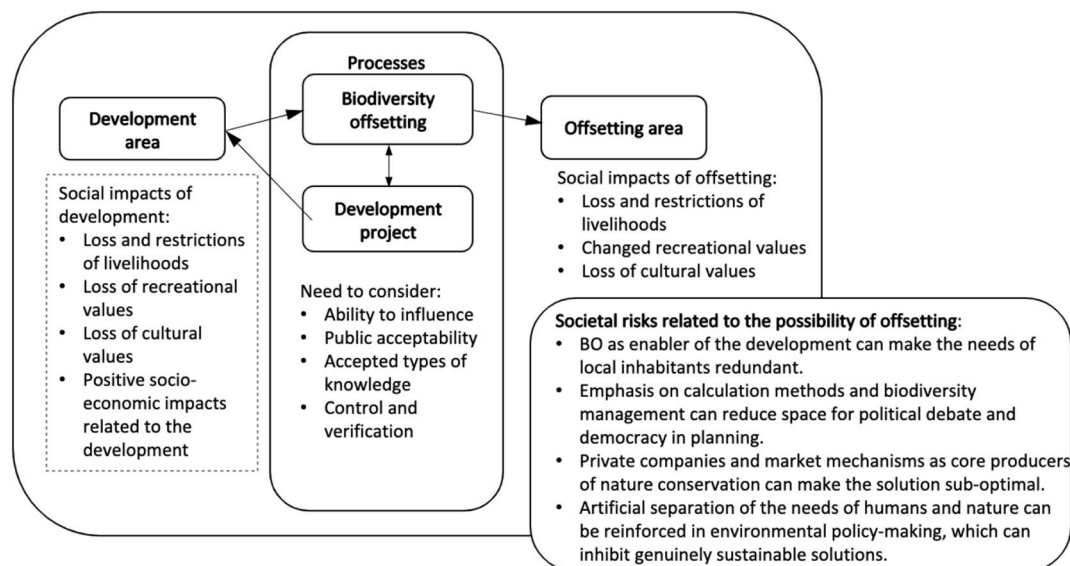 Processes
Biodiversity
offsetting
Development
area
Offsetting area
Development
project
Social impacts of
development:
• Loss and restrictions
of livelihoods
• Loss of recreational
values
• Loss of cultural
values
• Positive socio-
economic impacts
related to the
development
Need to consider:
• Ability to influence
• Public acceptability
• Accepted types of
knowledge
• Control and
verification
Social impacts of offsetting:
• Loss and restrictions of
livelihoods
• Changed recreational values
• Loss of cultural values
Societal risks related to the possibility of offsetting:
• BO as enabler of the development can make the needs of
local inhabitants redundant.
• Emphasis on calculation methods and biodiversity
management can reduce space for political debate and
democracy in planning.
• Private companies and market mechanisms as core producers
of nature conservation can make the solution sub-optimal.
• Artificial separation of the needs of humans and nature can
be reinforced in environmental policy-making, which can
inhibit genuinely sustainable solutions.